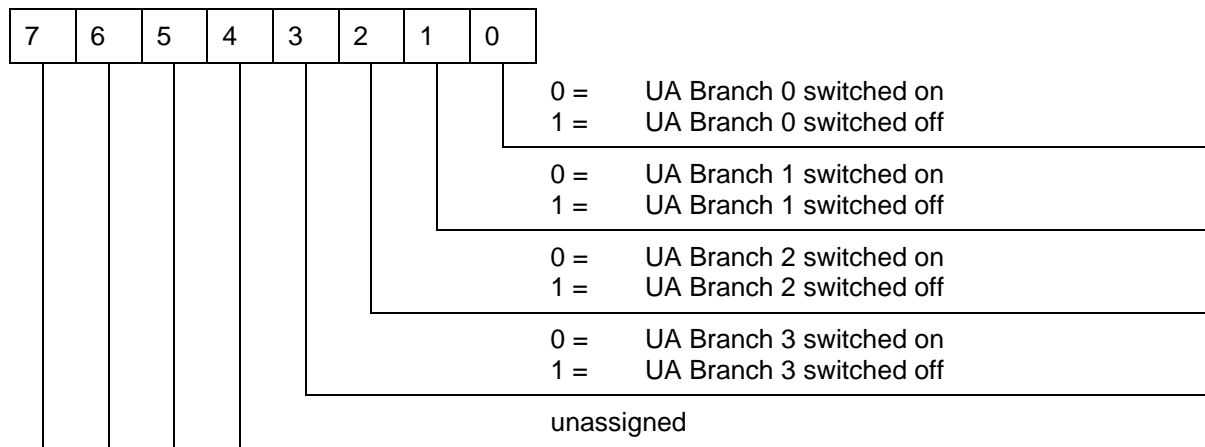 7 6 5 4 3 2 1 0
0 = UA Branch 0 switched on
1 = UA Branch 0 switched off
0 = UA Branch 1 switched on
1 = UA Branch 1 switched off
0 = UA Branch 2 switched on
1 = UA Branch 2 switched off
0 = UA Branch 3 switched on
1 = UA Branch 3 switched off
unassigned